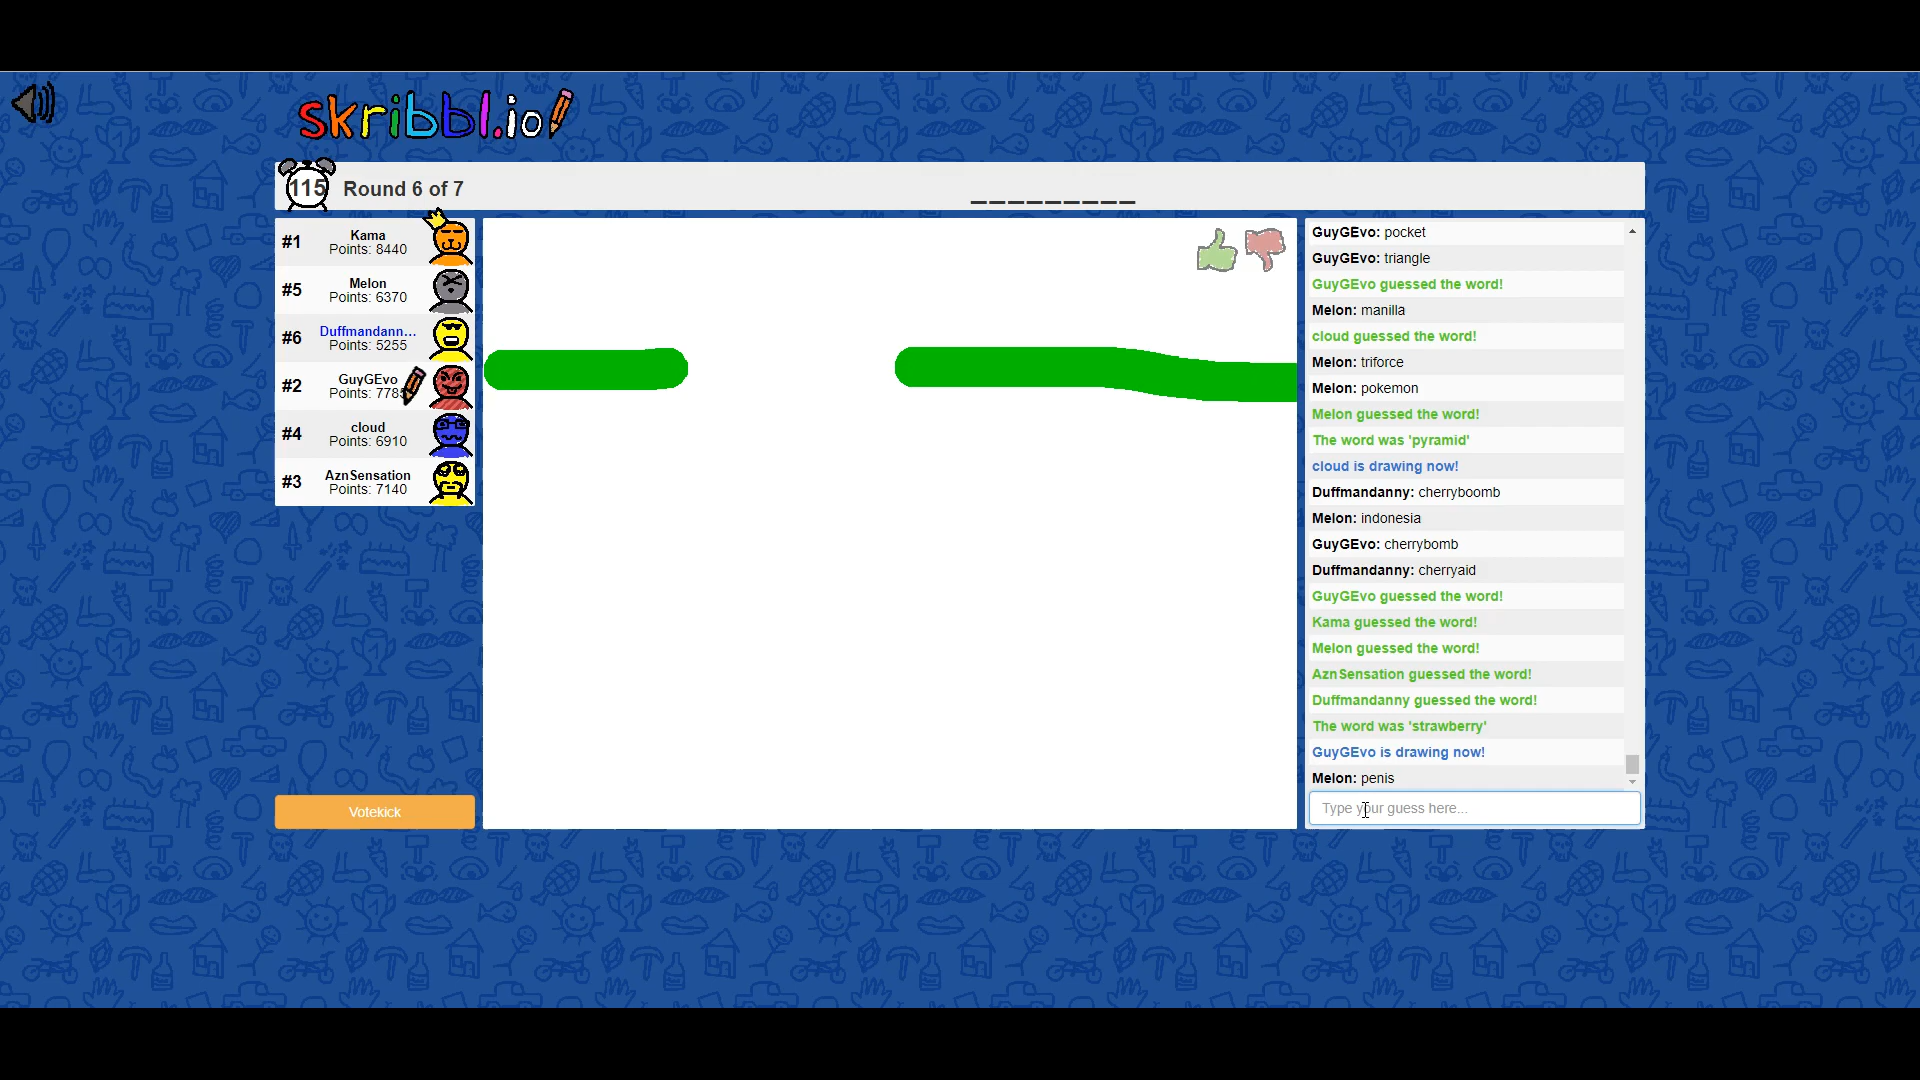 skribbl.io
115 Round 6 of 7 _________
#1 Kama
Points: 8440
#5 Melon
Points: 6370
#6 Duffmandann...
Points: 5255
#2 GuyGEvo
Points: 7785
#4 cloud
Points: 6910
#3 AznSensation
Points: 7140
Votekick
GuyGEvo: pocket
GuyGEvo: triangle
GuyGEvo guessed the word!
Melon: manilla
cloud guessed the word!
Melon: triforce
Melon: pokemon
Melon guessed the word!
The word was 'pyramid'
cloud is drawing now!
Duffmandanny: cherryboomb
Melon: indonesia
GuyGEvo: cherrybomb
Duffmandanny: cherryaid
GuyGEvo guessed the word!
Kama guessed the word!
Melon guessed the word!
AznSensation guessed the word!
Duffmandanny guessed the word!
The word was 'strawberry'
GuyGEvo is drawing now!
Melon: penis
Type your guess here...